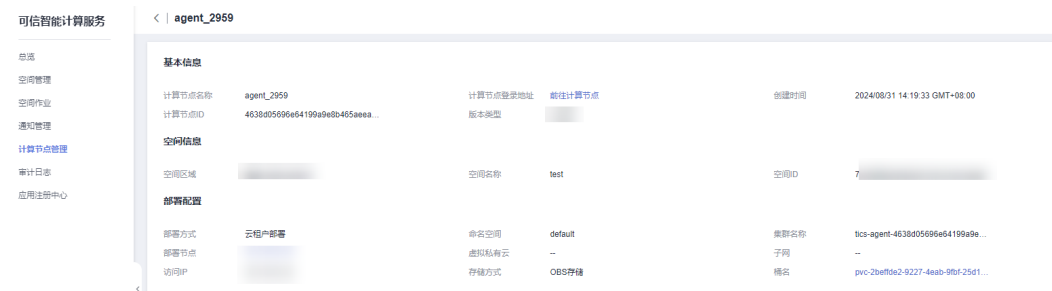 可信智能计算服务
总览
空间管理
空间作业
通知管理
计算节点管理
审计日志
应用注册中心
< | agent_2959
基本信息
计算节点名称 agent_2959 计算节点登录地址 前往计算节点 创建时间 2024/08/31 14:19:33 GMT+08:00
计算节点ID 4638d05696e64199a9e8b465aeea... 版本类型
空间信息
空间区域 空间名称 test 空间ID 7
部署配置
部署方式 云租户部署 命名空间 default 集群名称 tics-agent-4638d05696e64199a9e...
部署节点 虚拟私有云 -- 子网 --
访问IP 存储方式 OBS存储 桶名 pvc-2beffde2-9227-4eab-9fbf-25d1...